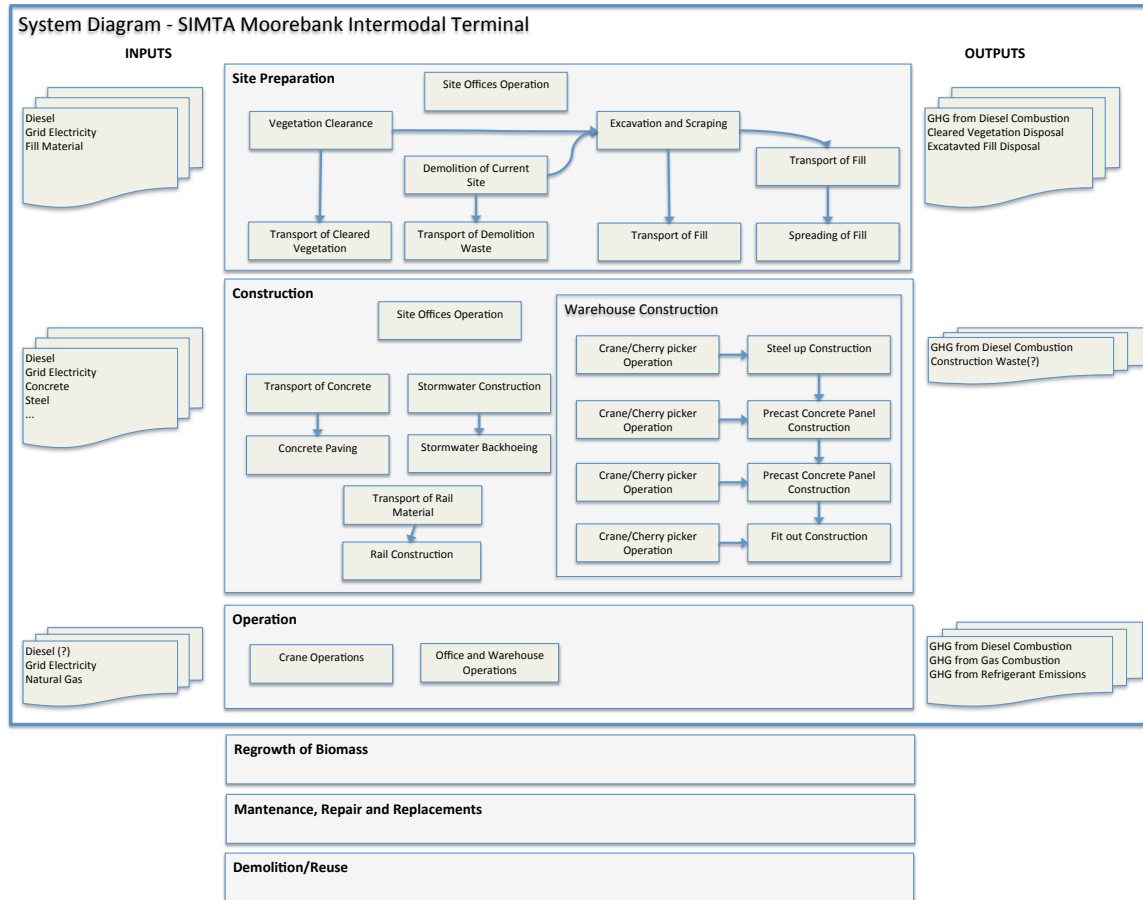 System Diagram - SIMTA Moorebank Intermodal Terminal
INPUTS
OUTPUTS
Diesel
Grid Electricity
Fill Material
Site Preparation
Site Offices Operation
Vegetation Clearance
Excavation and Scraping
Demolition of Current
Site
Transport of Fill
Transport of Cleared
Vegetation
Transport of Demolition
Waste
Transport of Fill
Spreading of Fill
GHG from Diesel Combustion
Cleared Vegetation Disposal
Excatavted Fill Disposal
Diesel
Grid Electricity
Concrete
Steel
...
Construction
Site Offices Operation
Transport of Concrete
Stormwater Construction
Concrete Paving
Stormwater Backhoeing
Transport of Rail
Material
Rail Construction
Warehouse Construction
Crane/Cherry picker
Operation
Steel up Construction
Crane/Cherry picker
Operation
Precast Concrete Panel
Construction
Crane/Cherry picker
Operation
Precast Concrete Panel
Construction
Crane/Cherry picker
Operation
Fit out Construction
GHG from Diesel Combustion
Construction Waste(?)
Diesel (?)
Grid Electricity
Natural Gas
Operation
Crane Operations
Office and Warehouse
Operations
GHG from Diesel Combustion
GHG from Gas Combustion
GHG from Refrigerant Emissions
Regrowth of Biomass
Mantenance, Repair and Replacements
Demolition/Reuse